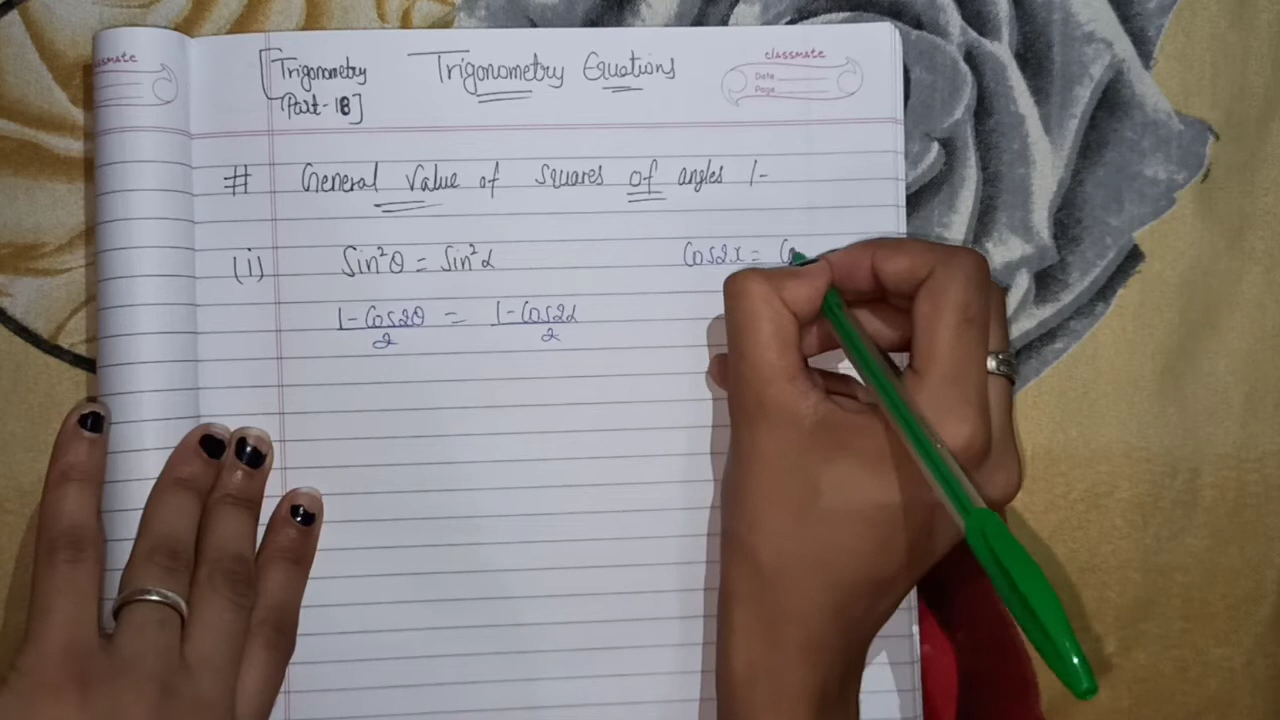 classmate
[Trigonometry
Part-18]
Trigonometry Equations
classmate
Date
Page
# General Value of Squares of angles :-
(i) Sin²θ = Sin²α
Cos2x = Co
1-Cos2θ/2 = 1-Cos2α/2